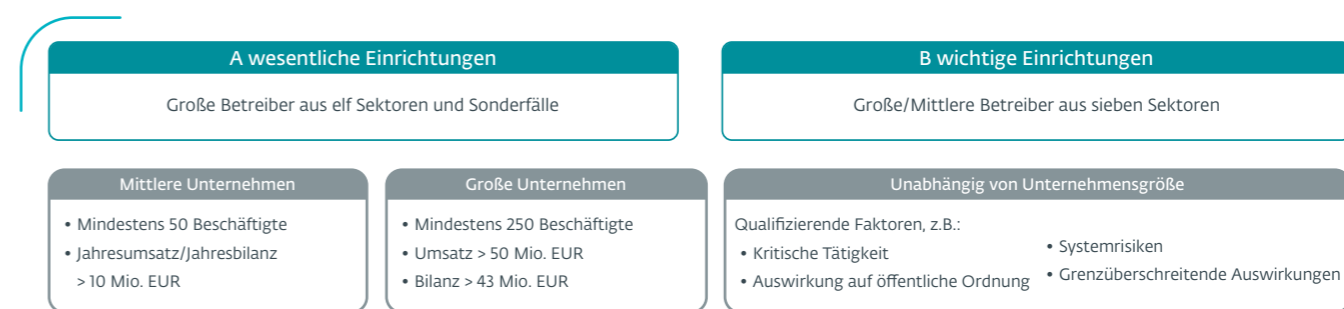 A wesentliche Einrichtungen
Große Betreiber aus elf Sektoren und Sonderfälle
B wichtige Einrichtungen
Große/Mittlere Betreiber aus sieben Sektoren
Mittlere Unternehmen
• Mindestens 50 Beschäftigte
• Jahresumsatz/Jahresbilanz
> 10 Mio. EUR
Große Unternehmen
• Mindestens 250 Beschäftigte
• Umsatz > 50 Mio. EUR
• Bilanz > 43 Mio. EUR
Unabhängig von Unternehmensgröße
Qualifizierende Faktoren, z.B.:
• Kritische Tätigkeit
• Auswirkung auf öffentliche Ordnung
• Systemrisiken
• Grenzüberschreitende Auswirkungen